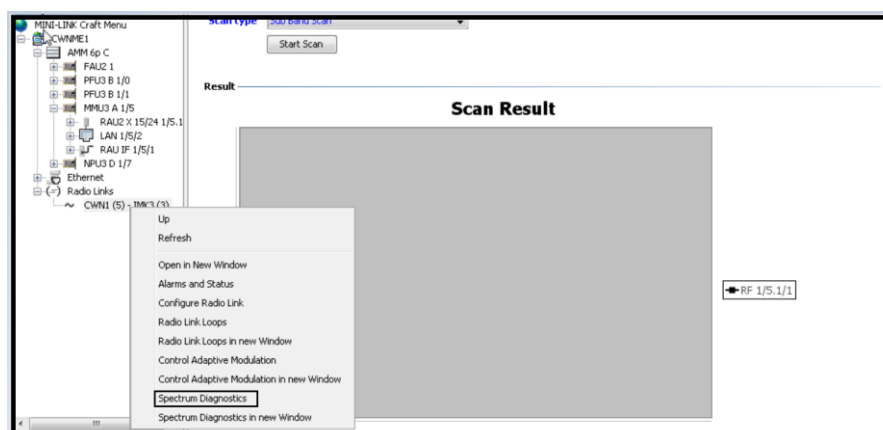 MINI-LINK Craft Menu
CWNME1
AMM 6p C
FAU2 1
PFU3 B 1/0
PFU3 B 1/1
MMU3 A 1/5
RAU2 X 15/24 1/5.1
LAN 1/5/2
RAU IF 1/5/1
NPU3 D 1/7
Ethernet
Radio Links
CWN1 (5) - IMK3 (3)
Scan type Sub Band Scan
Start Scan
Result
Scan Result
RF 1/5.1/1
Up
Refresh
Open in New Window
Alarms and Status
Configure Radio Link
Radio Link Loops
Radio Link Loops in new Window
Control Adaptive Modulation
Control Adaptive Modulation in new Window
Spectrum Diagnostics
Spectrum Diagnostics in new Window